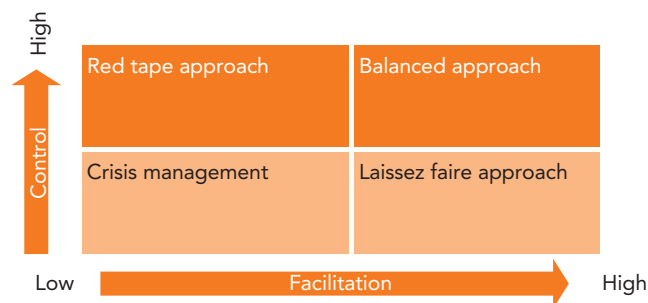 High
Red tape approach
Balanced approach
Control
Crisis management
Laissez faire approach
Low
Facilitation
High